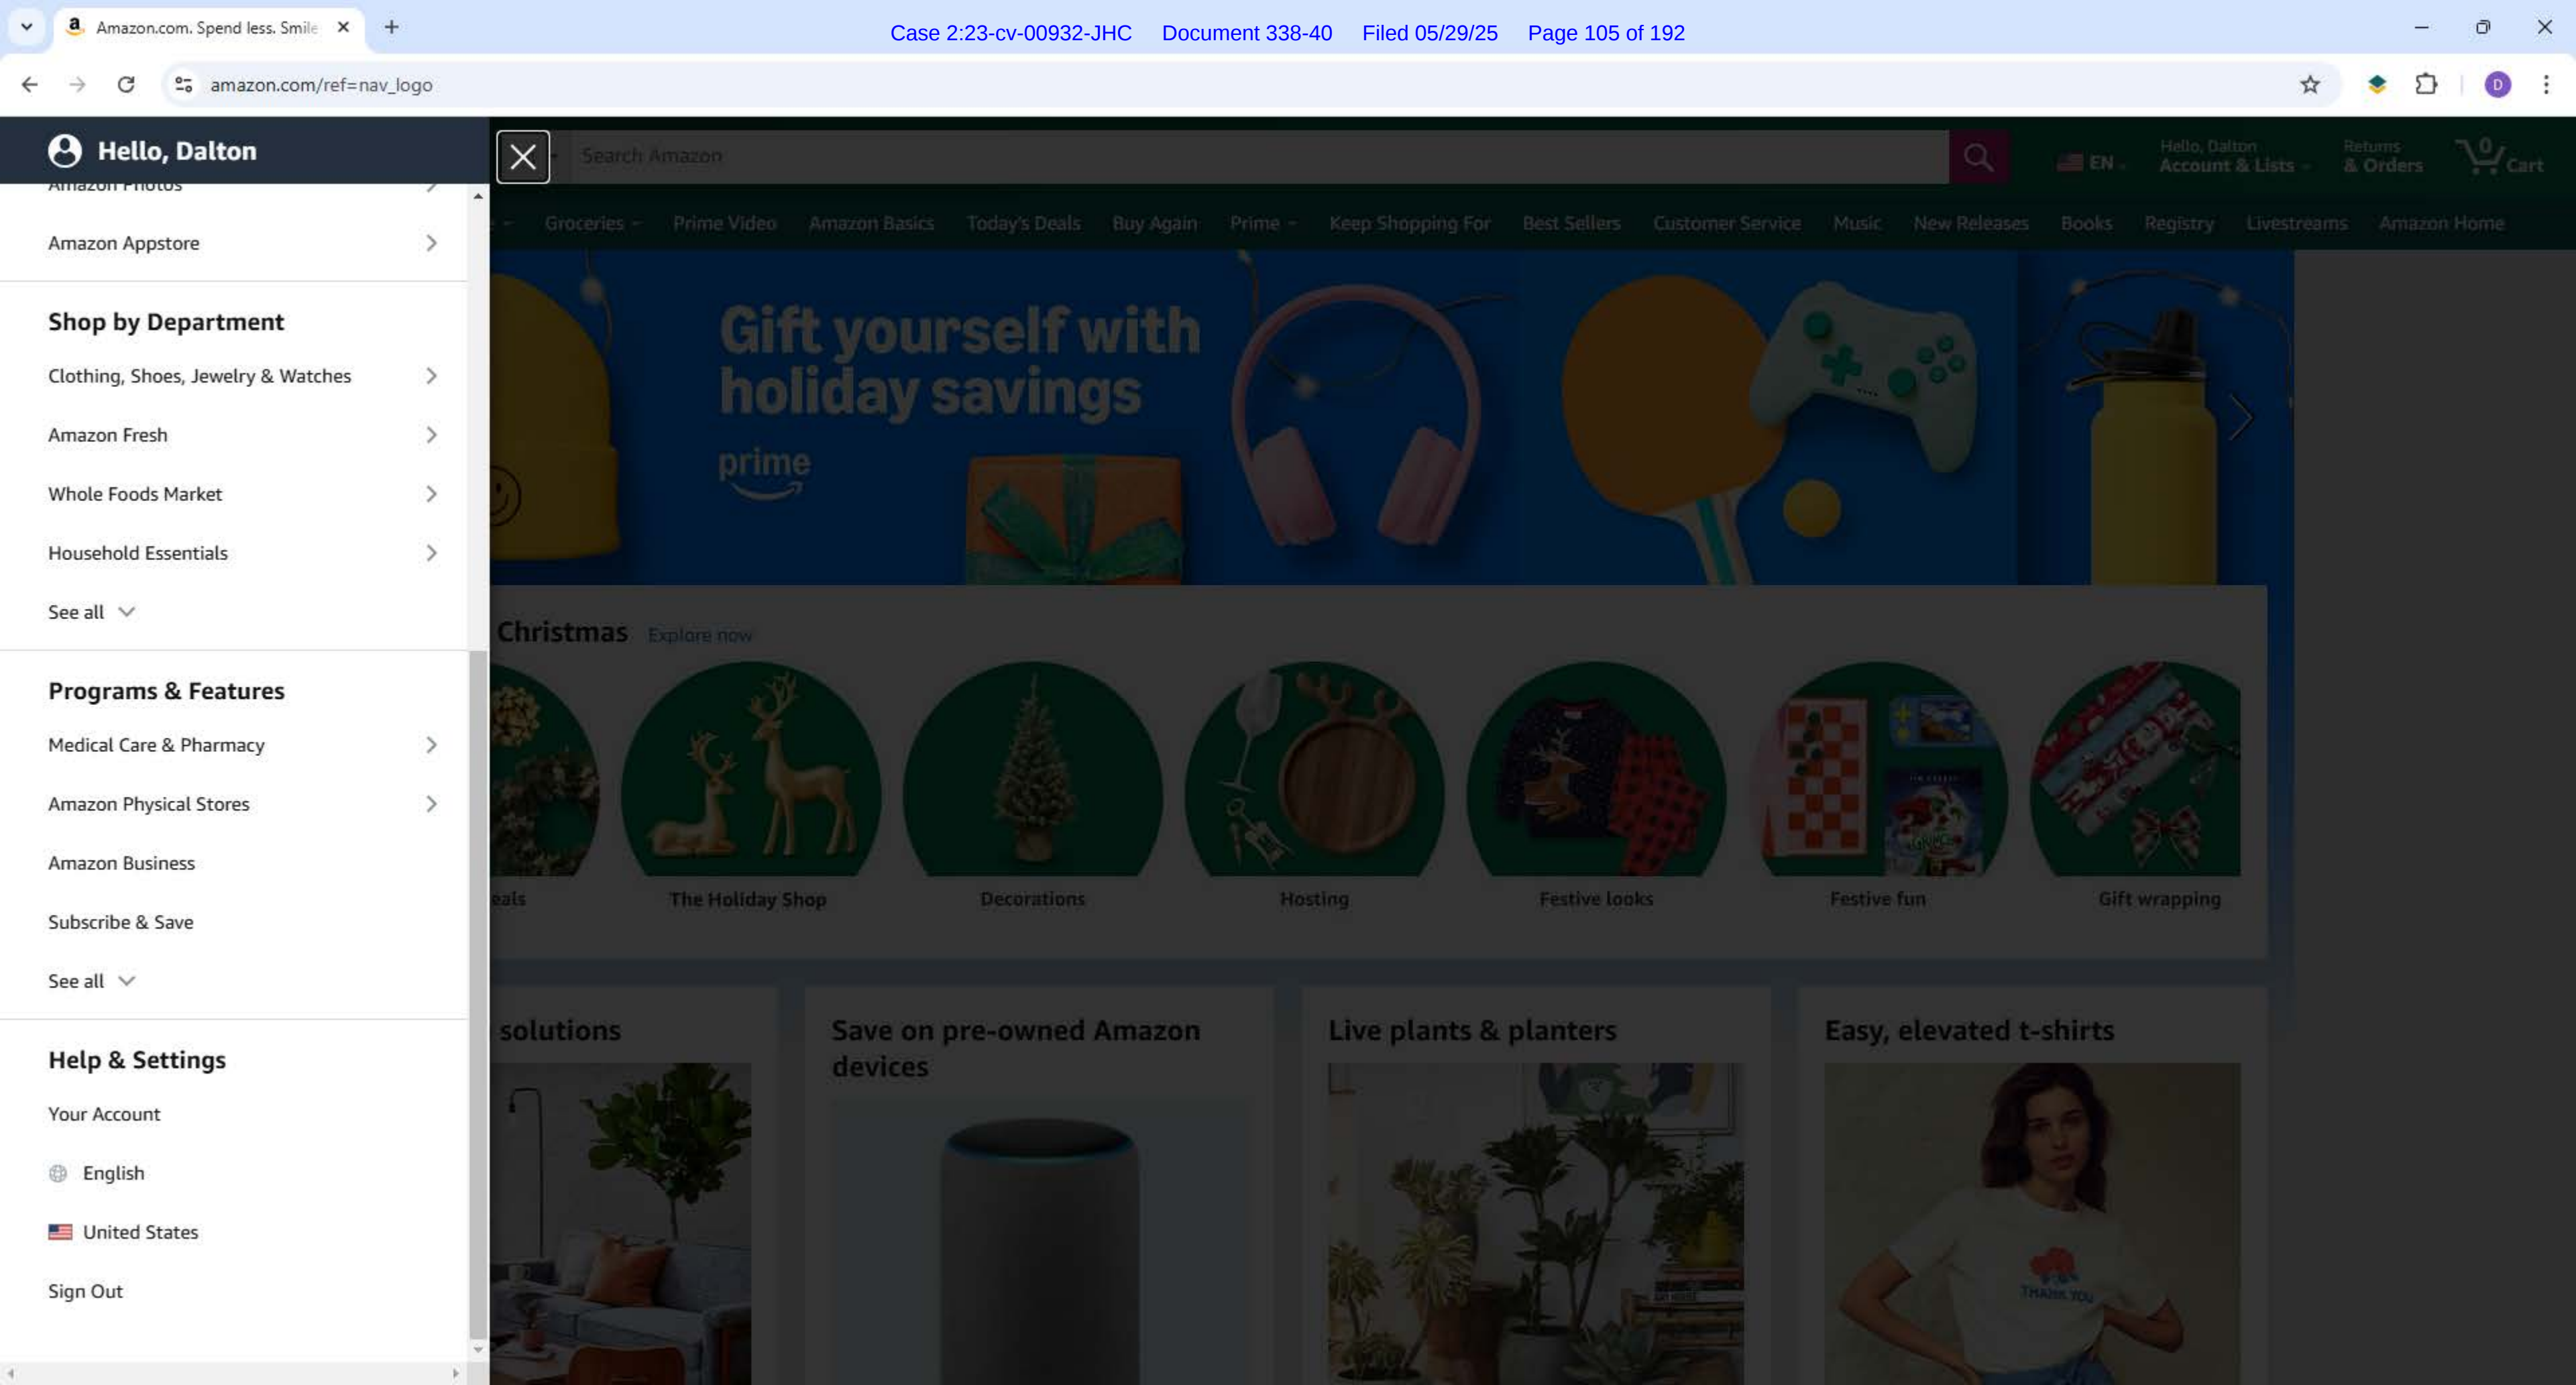 Amazon.com. Spend less. Smile
Case 2:23-cv-00932-JHC Document 338-40 Filed 05/29/25 Page 105 of 192
amazon.com/ref=nav_logo
D
Hello, Dalton
Amazon Photos
Amazon Appstore
Shop by Department
Clothing, Shoes, Jewelry & Watches
Amazon Fresh
Whole Foods Market
Household Essentials
See all
Programs & Features
Medical Care & Pharmacy
Amazon Physical Stores
Amazon Business
Subscribe & Save
See all
Help & Settings
Your Account
English
United States
Sign Out
Search Amazon
EN
Hello, Dalton
Account & Lists
Returns
& Orders
0
Cart
Groceries Prime Video Amazon Basics Today's Deals Buy Again Prime Keep Shopping For Best Sellers Customer Service Music New Releases Books Registry Livestreams Amazon Home
Gift yourself with
holiday savings
prime
Christmas Explore now
eals
The Holiday Shop
Decorations
Hosting
Festive looks
Festive fun
Gift wrapping
solutions
Save on pre-owned Amazon
devices
Live plants & planters
Easy, elevated t-shirts
THANK YOU